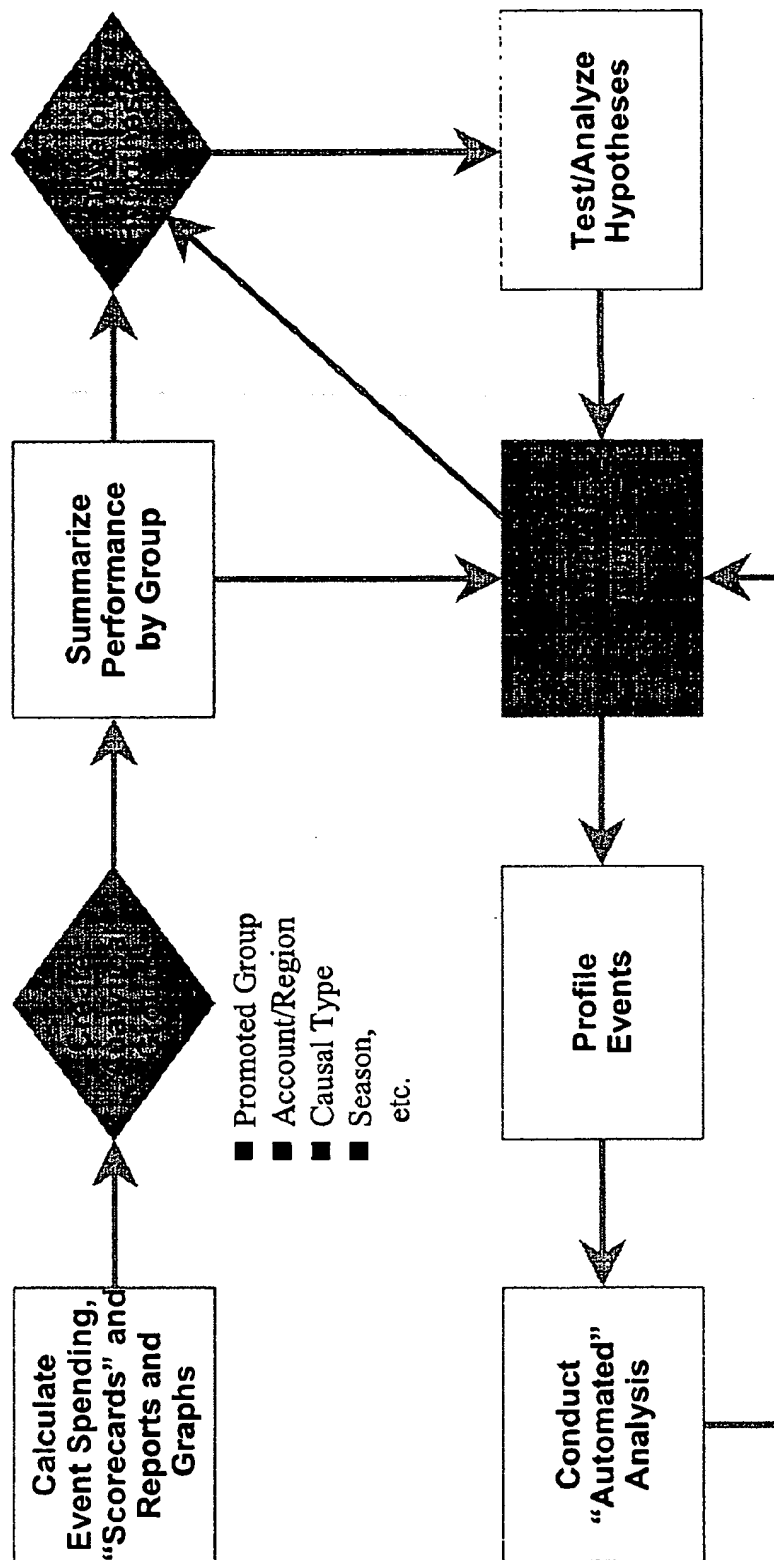 Calculate
Event Spending,
"Scorecards" and
Reports and
Graphs
■ Promoted Group
■ Account/Region
■ Causal Type
■ Season,
etc.
Summarize
Performance
by Group
Test/Analyze
Hypotheses
Profile
Events
Conduct
"Automated"
Analysis